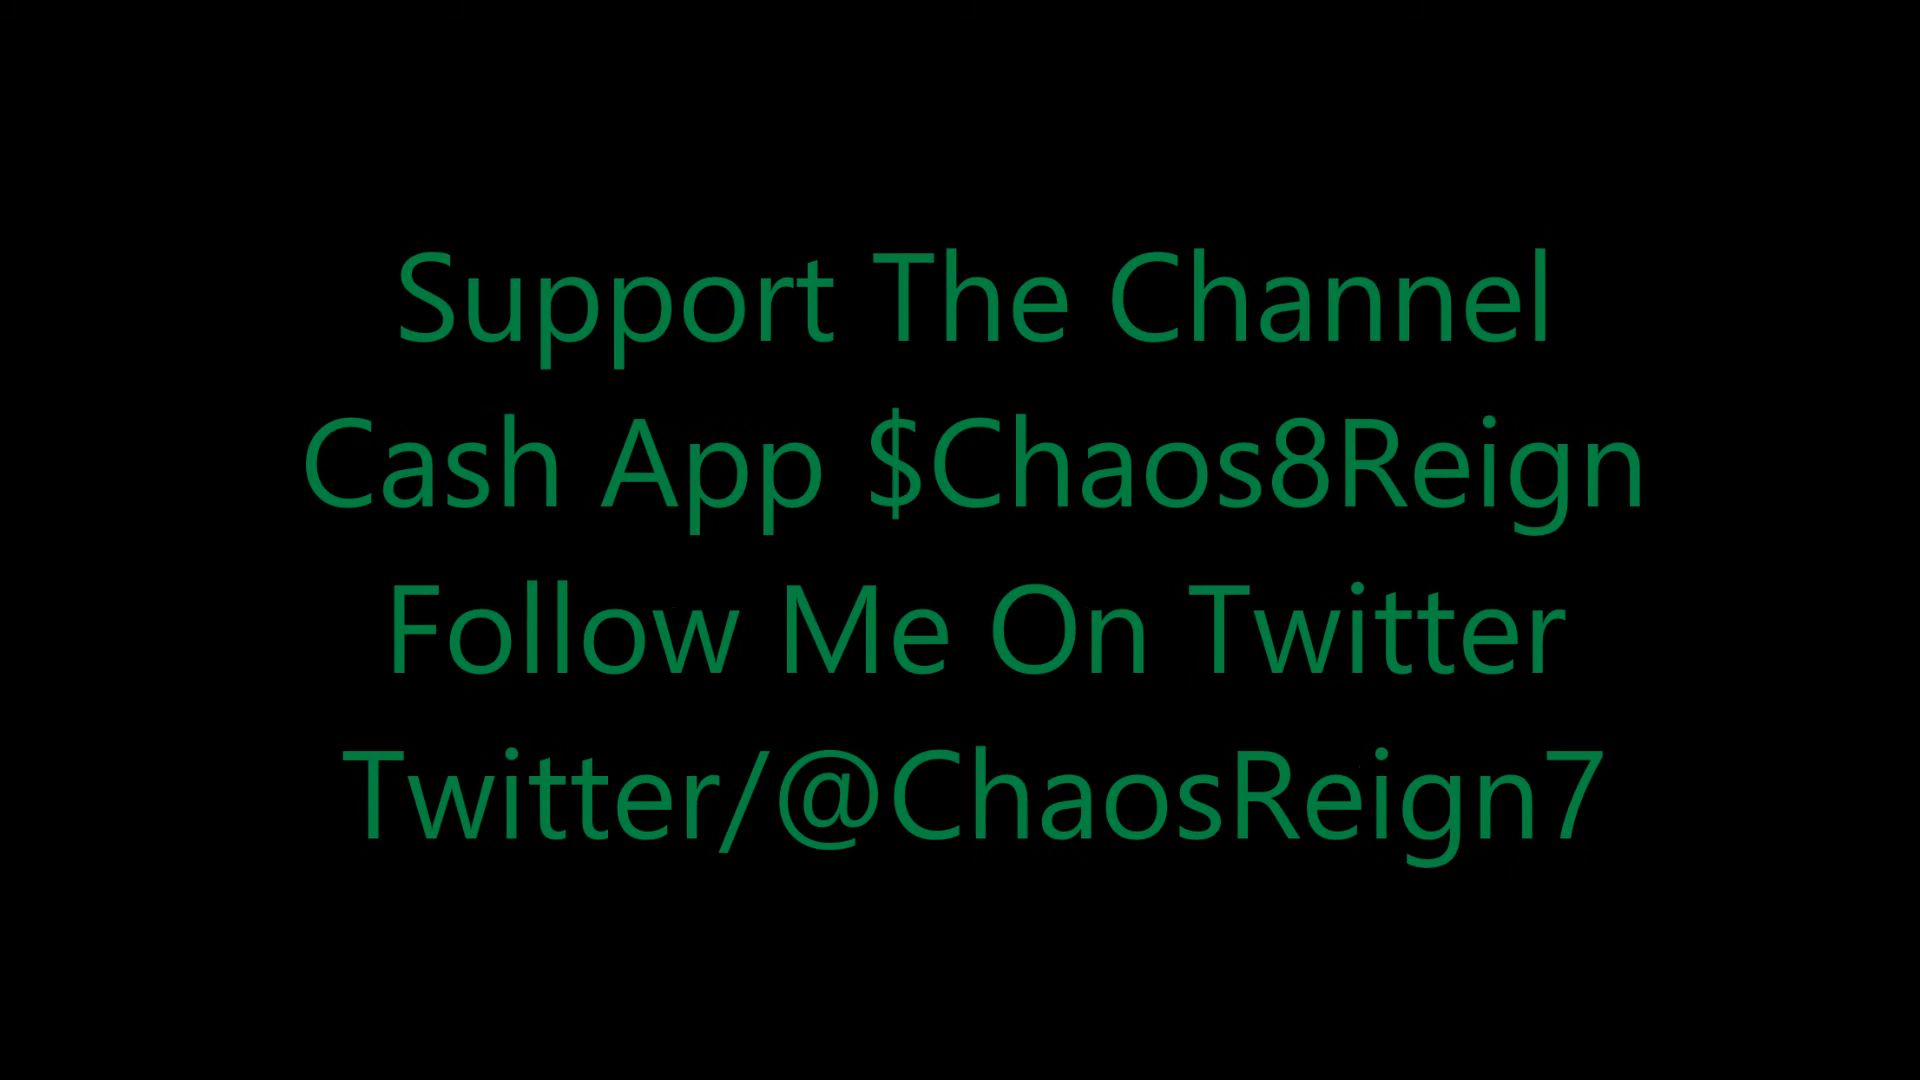 Support The Channel
Cash App $Chaos8Reign
Follow Me On Twitter
Twitter/@ChaosReign7